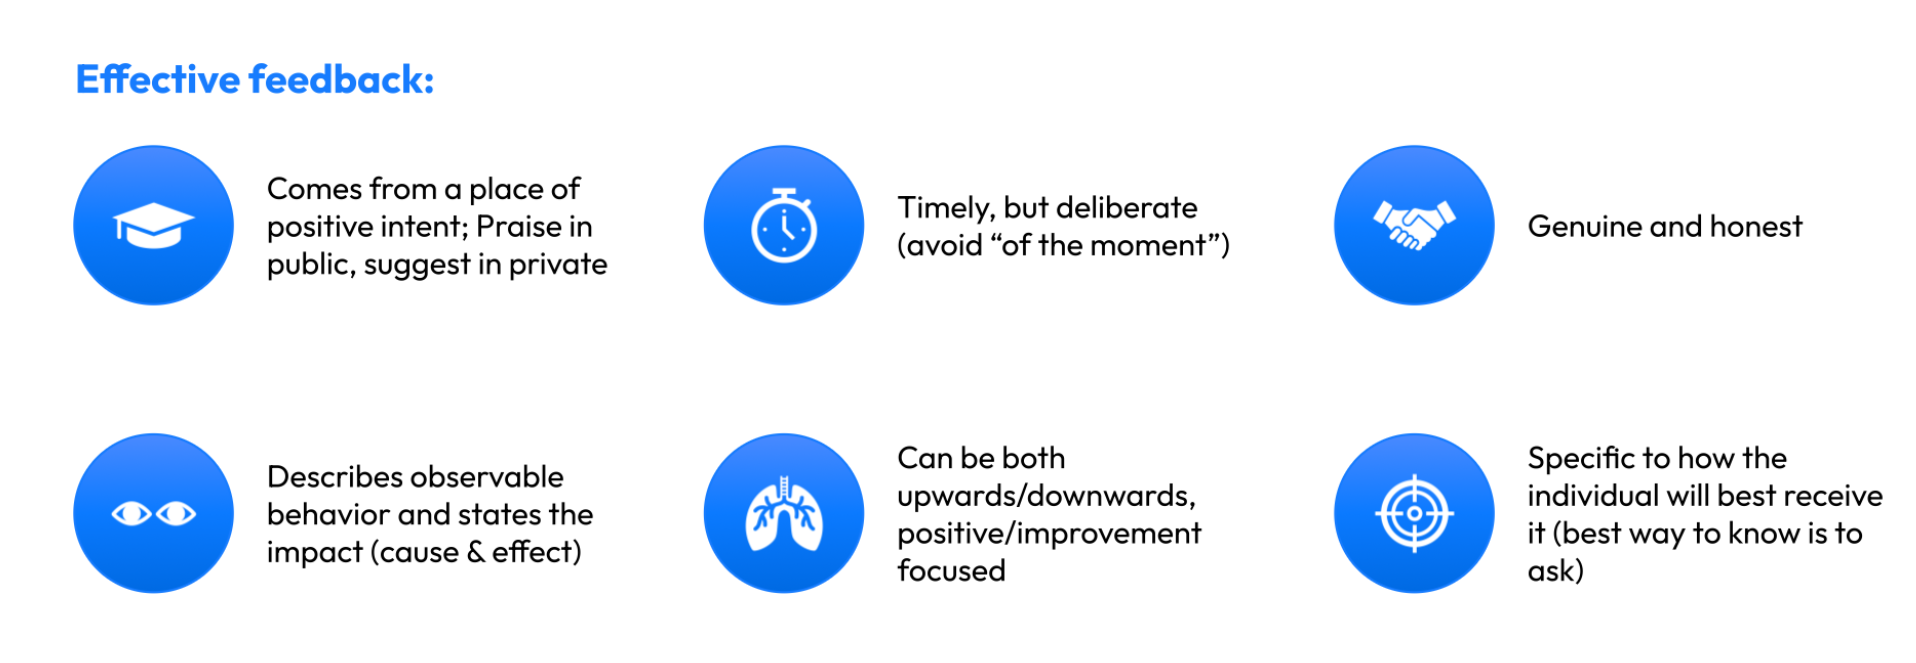 Effective feedback:
Comes from a place of
positive intent; Praise in
public, suggest in private
Timely, but deliberate
(avoid “of the moment”)
Genuine and honest
Describes observable
behavior and states the
impact (cause & effect)
Can be both
upwards/downwards,
positive/improvement
focused
Specific to how the
individual will best receive
it (best way to know is to
ask)